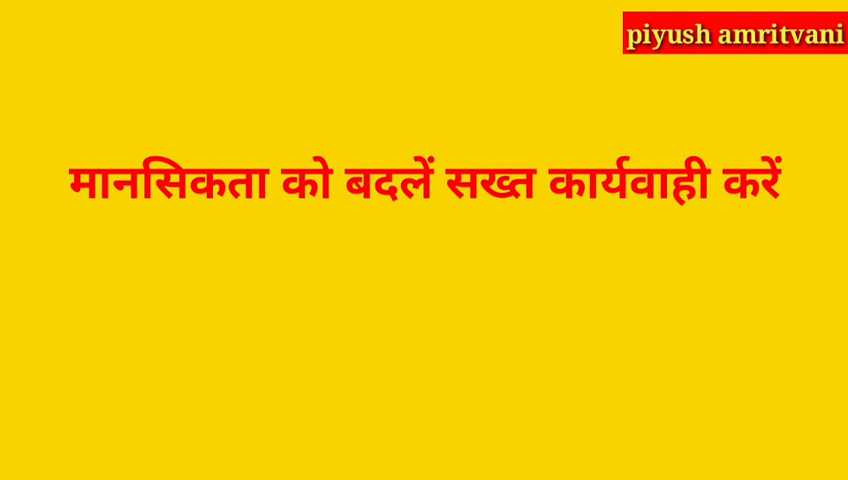 piyush amritvani
मानसिकता को बदलें सख्त कार्यवाही करें